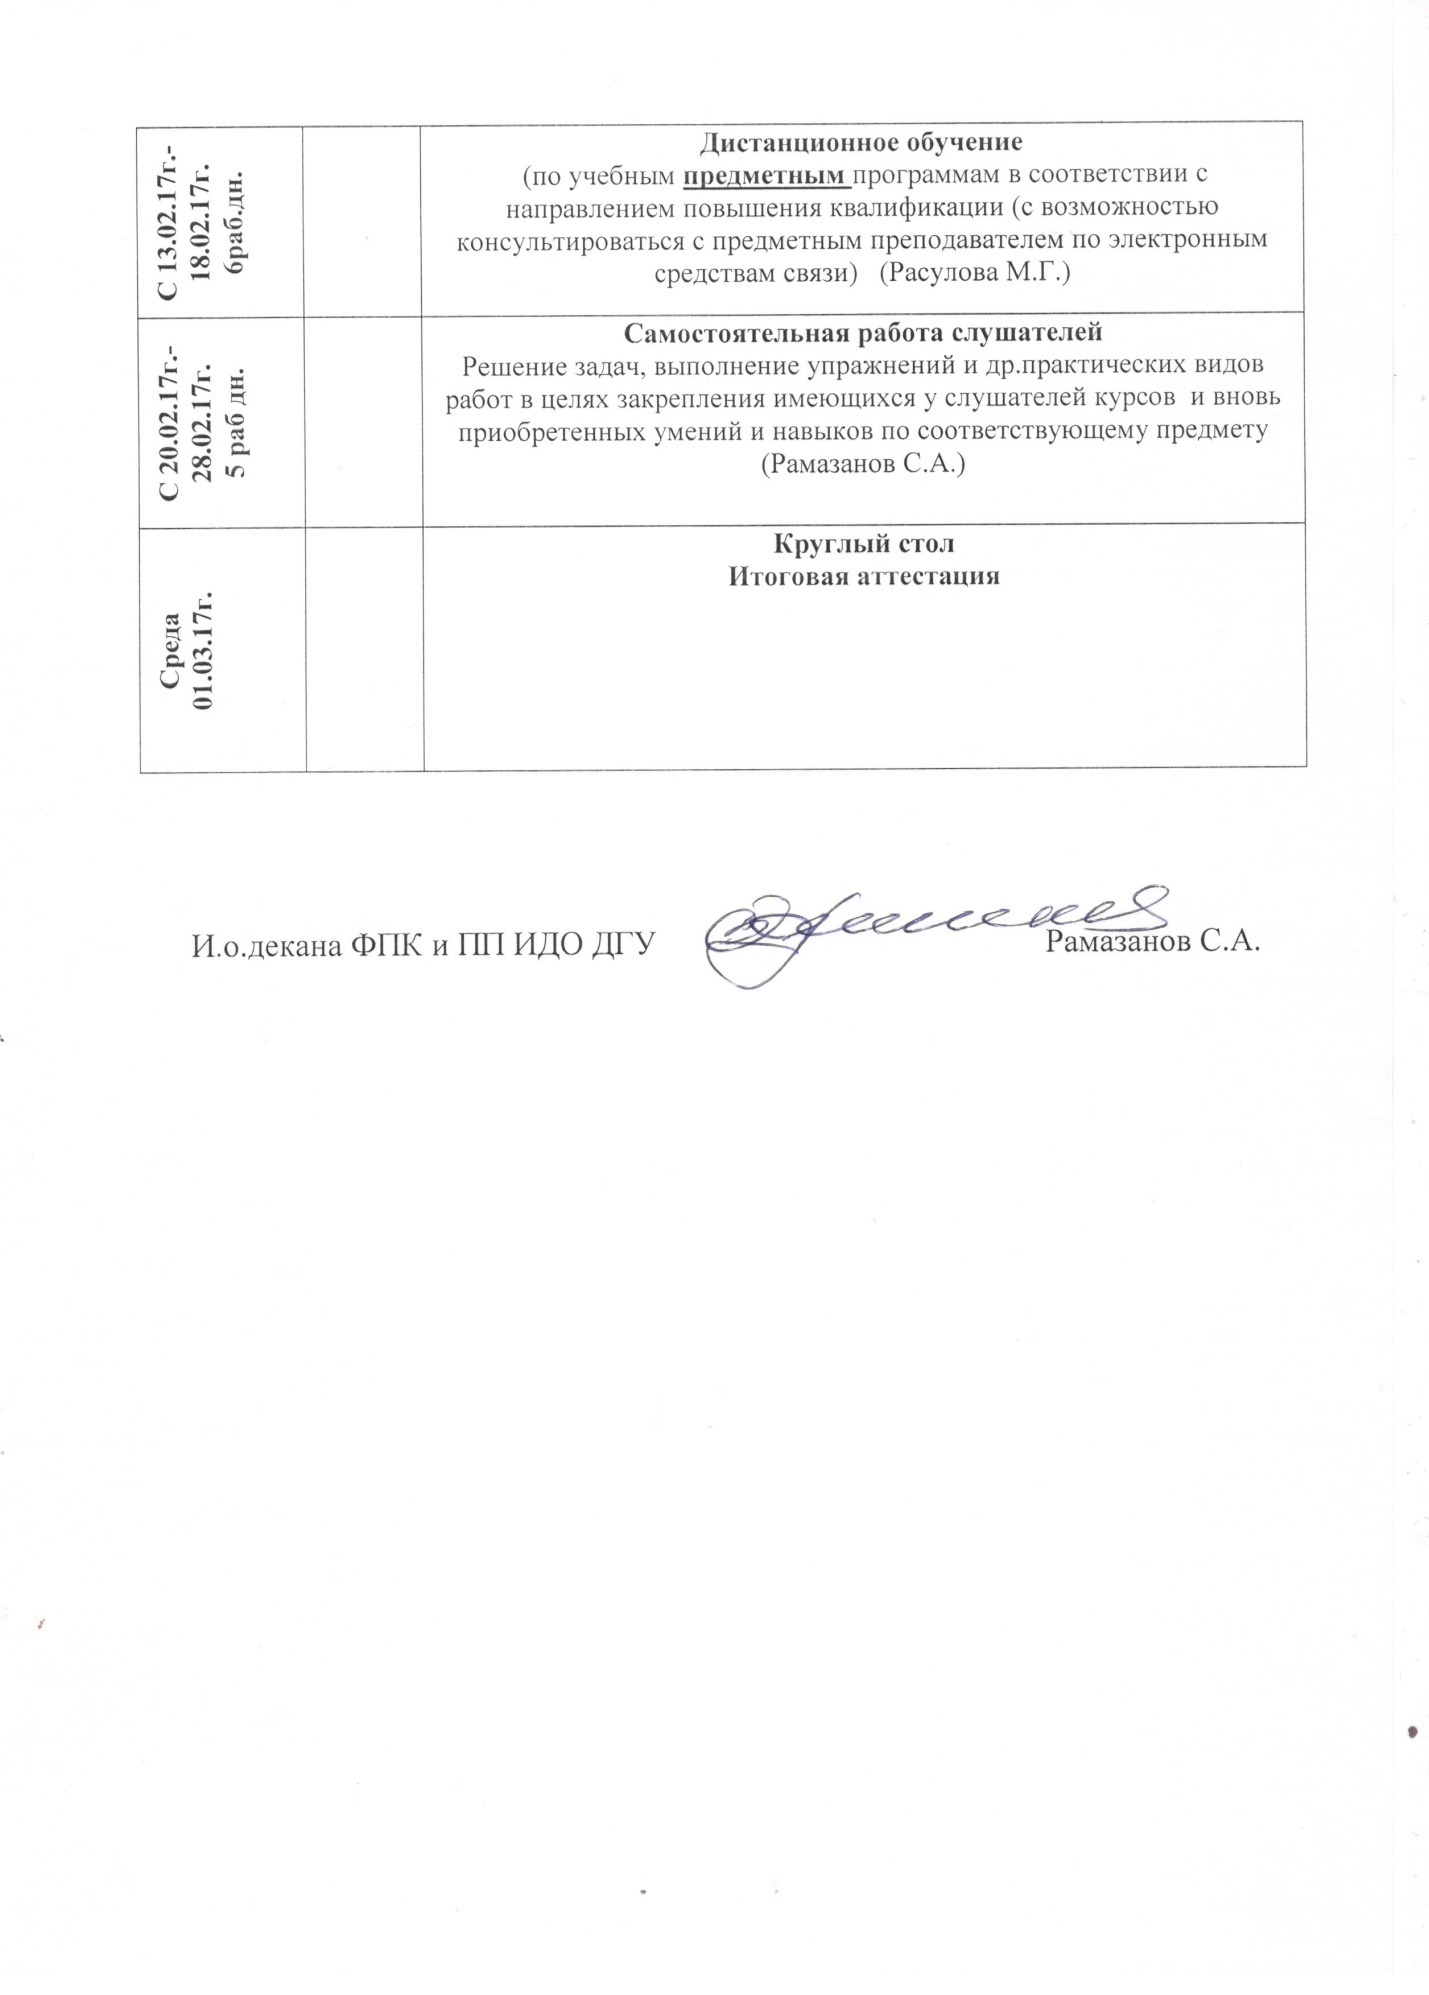 С 13.02.17г.-
18.02.17г.
6раб.дн.
Дистанционное обучение
(по учебным предметным программам в соответствии с
направлением повышения квалификации (с возможностью
консультироваться с предметным преподавателем по электронным
средствам связи) (Расулова М.Г.)
С 20.02.17г.-
28.02.17г.
5 раб дн.
Самостоятельная работа слушателей
Решение задач, выполнение упражнений и др.практических видов
работ в целях закрепления имеющихся у слушателей курсов и вновь
приобретенных умений и навыков по соответствующему предмету
(Рамазанов С.А.)
Среда
01.03.17г.
Круглый стол
Итоговая аттестация
И.о.декана ФПК и ПП ИДО ДГУ Рамазанов С.А.